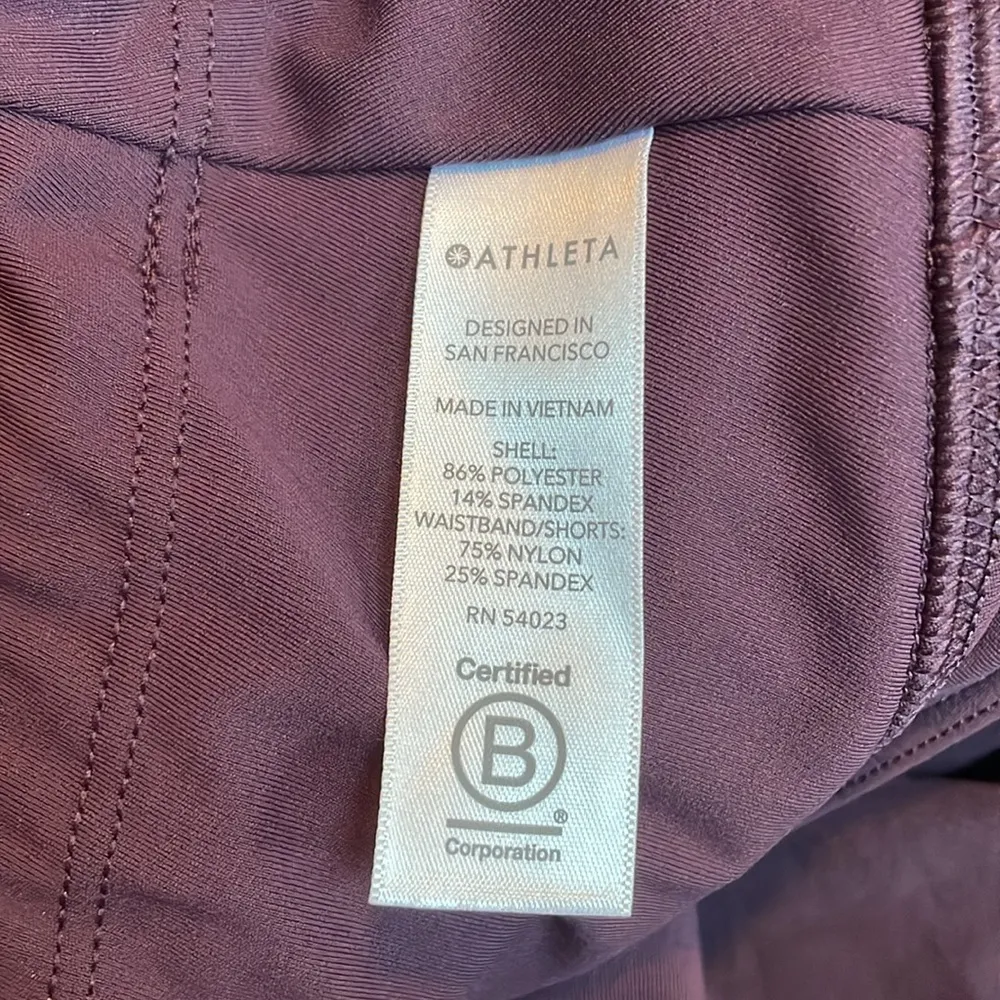 ATHLETA
DESIGNED IN
SAN FRANCISCO
MADE IN VIETNAM
SHELL:
86% POLYESTER
14% SPANDEX
WAISTBAND/SHORTS:
75% NYLON
25% SPANDEX
RN 54023
Certified
B
®
Corporation